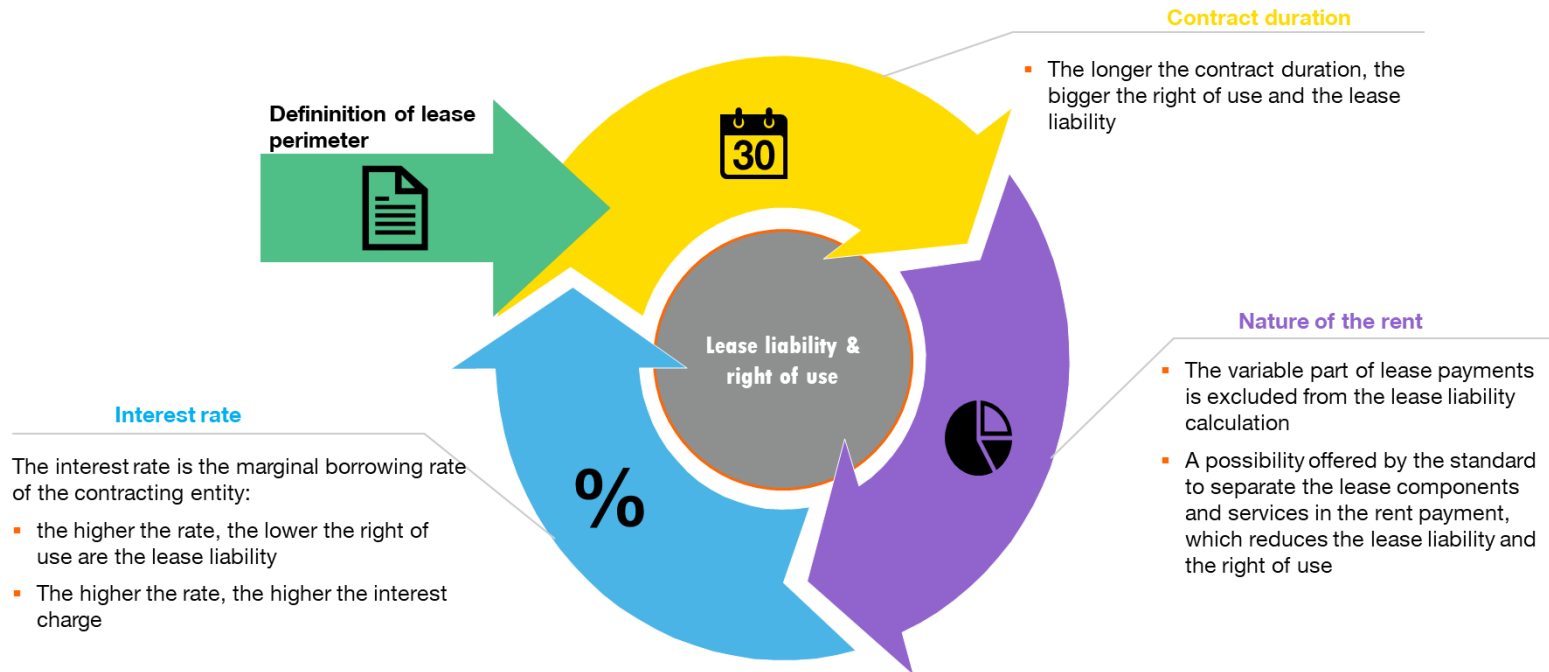 Contract duration
▪ The longer the contract duration, the
bigger the right of use and the lease
liability
Defininition of lease
perimeter
30
Lease liability &
right of use
Nature of the rent
▪ The variable part of lease payments
is excluded from the lease liability
calculation
▪ A possibility offered by the standard
to separate the lease components
and services in the rent payment,
which reduces the lease liability and
the right of use
Interest rate
The interest rate is the marginal borrowing rate
of the contracting entity:
▪ the higher the rate, the lower the right of
use are the lease liability
▪ The higher the rate, the higher the interest
charge
%